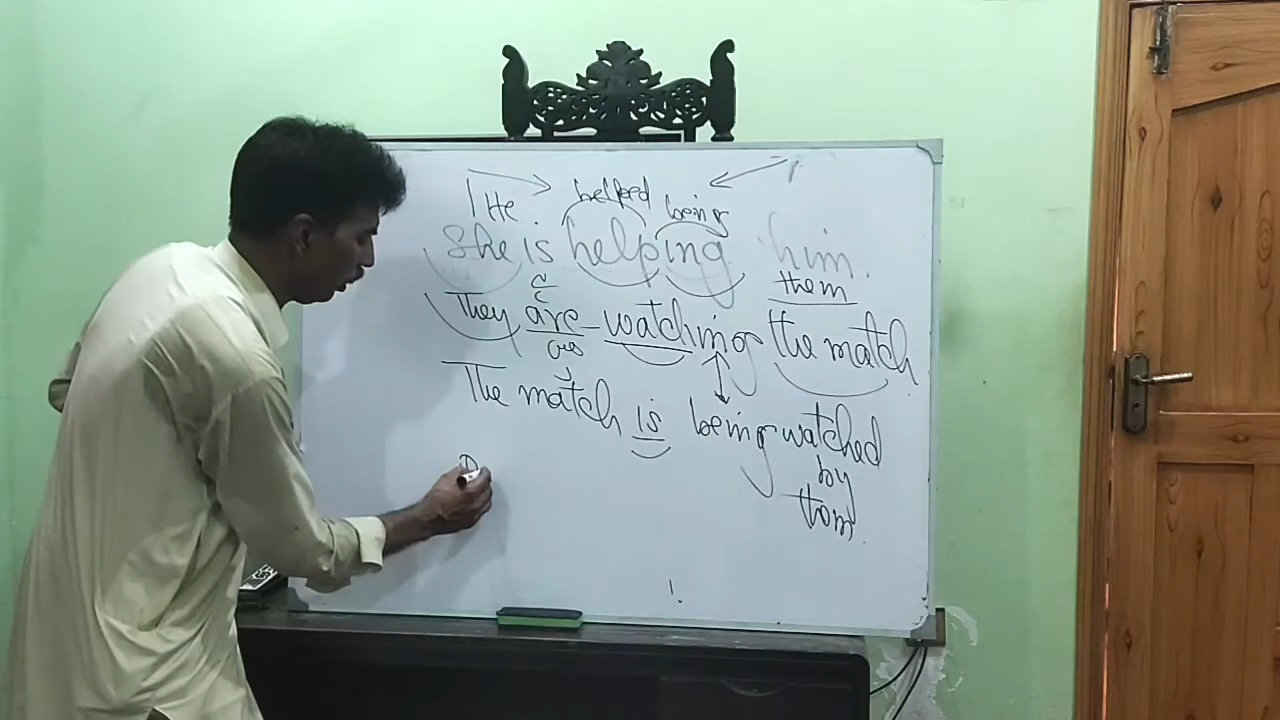 He helped being
She is helping him.
them
They are watching the match
The match is being watched
by
them